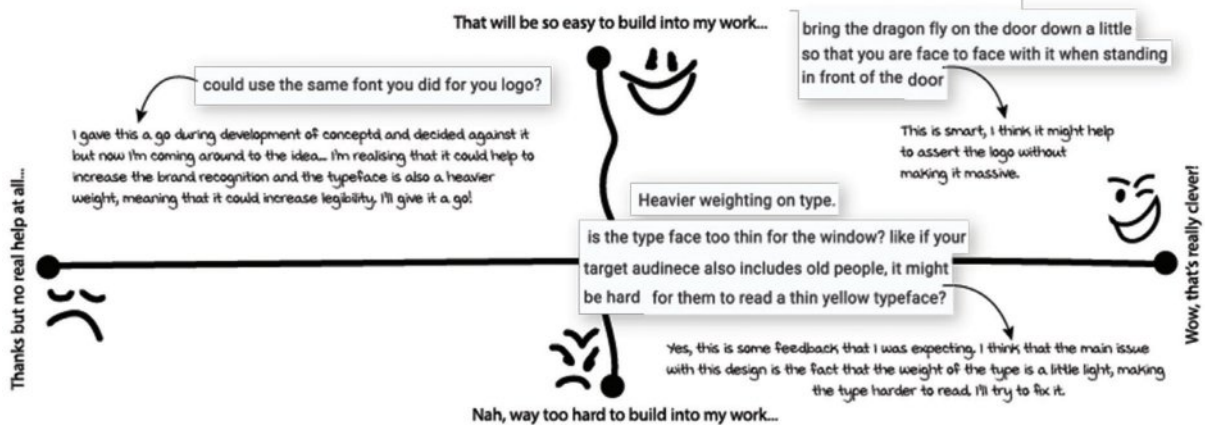 That will be so easy to build into my work...
bring the dragon fly on the door down a little
so that you are face to face with it when standing
in front of the door
could use the same font you did for you logo?
I gave this a go during development of conceptd and decided against it
but now I'm coming around to the idea... I'm realising that it could help to
increase the brand recognition and the typeface is also a heavier
weight, meaning that it could increase legibility. I'll give it a go!
This is smart, I think it might help
to assert the logo without
making it massive.
Thanks but no real help at all...
Heavier weighting on type.
is the type face too thin for the window? like if your
target audinece also includes old people, it might
be hard for them to read a thin yellow typeface?
Wow, that's really clever!
Yes, this is some feedback that I was expecting. I think that the main issue
with this design is the fact that the weight of the type is a little light, making
the type harder to read. I'll try to fix it.
Nah, way too hard to build into my work...